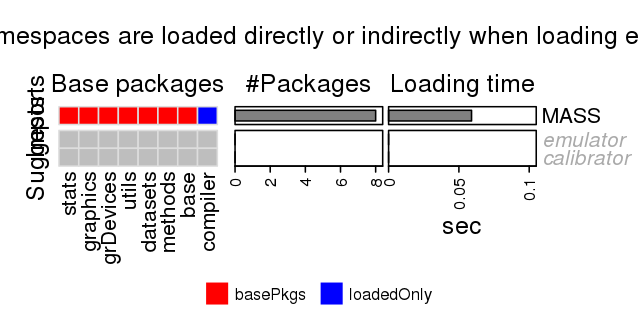 mespaces are loaded directly or indirectly when loading e
Base packages
#Packages
Loading time
Imports
Suggests
MASS
emulator
calibrator
stats
graphics
grDevices
utils
datasets
methods
base
compiler
0 2 4 6 8
0 0.05 0.1
sec
basePkgs
loadedOnly